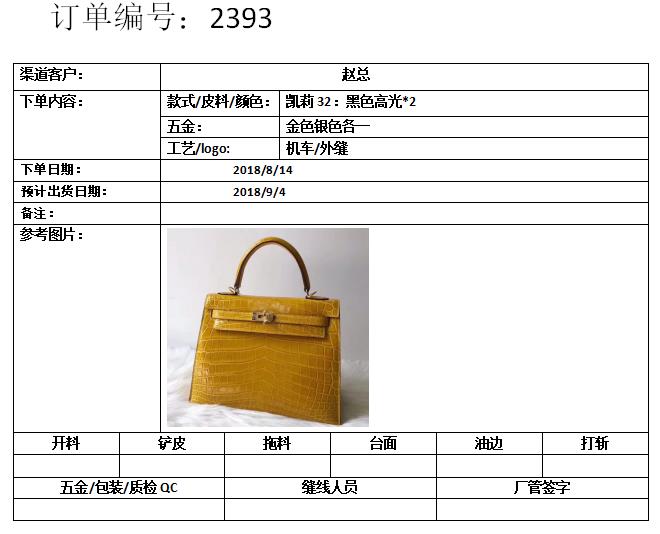 订单编号：2393
渠道客户： 赵总
下单内容： 款式/皮料/颜色： 凯莉 32：黑色高光*2
五金： 金色银色各一
工艺/logo: 机车/外缝
下单日期： 2018/8/14
预计出货日期： 2018/9/4
备注：
参考图片：
开料 铲皮 拖料 台面 油边 打斩
五金/包装/质检 QC 缝线人员 厂管签字